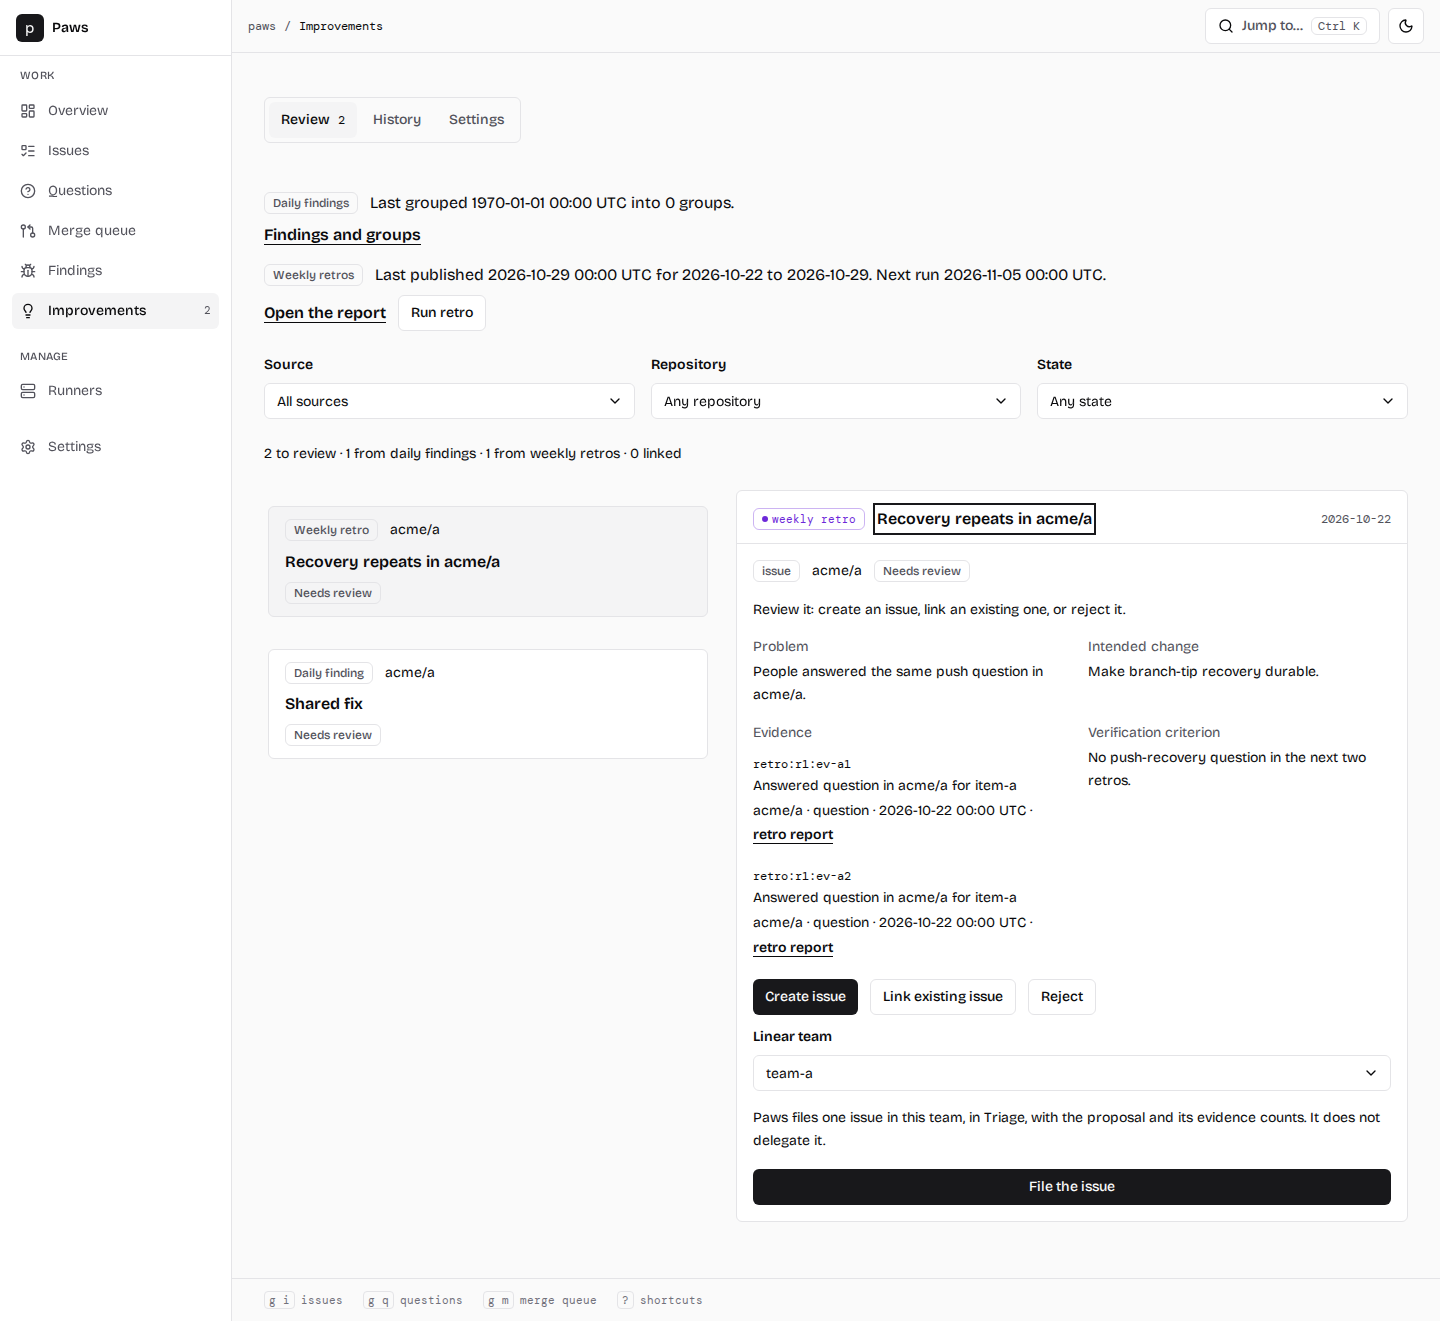 p Paws
paws / Improvements
Jump to... Ctrl K
WORK
Overview
Issues
Questions
Merge queue
Findings
Improvements 2
MANAGE
Runners
Settings
Review 2 History Settings
Daily findings Last grouped 1970-01-01 00:00 UTC into 0 groups.
Findings and groups
Weekly retros Last published 2026-10-29 00:00 UTC for 2026-10-22 to 2026-10-29. Next run 2026-11-05 00:00 UTC.
Open the report Run retro
Source Repository State
All sources Any repository Any state
2 to review · 1 from daily findings · 1 from weekly retros · 0 linked
Weekly retro acme/a
Recovery repeats in acme/a
Needs review
Daily finding acme/a
Shared fix
Needs review
weekly retro Recovery repeats in acme/a 2026-10-22
issue acme/a Needs review
Review it: create an issue, link an existing one, or reject it.
Problem
People answered the same push question in
acme/a.
Intended change
Make branch-tip recovery durable.
Evidence
retro:r1:ev-a1
Answered question in acme/a for item-a
acme/a · question · 2026-10-22 00:00 UTC ·
retro report
retro:r1:ev-a2
Answered question in acme/a for item-a
acme/a · question · 2026-10-22 00:00 UTC ·
retro report
Verification criterion
No push-recovery question in the next two
retros.
Create issue Link existing issue Reject
Linear team
team-a
Paws files one issue in this team, in Triage, with the proposal and its evidence counts. It does not
delegate it.
File the issue
g i issues g q questions g m merge queue ? shortcuts